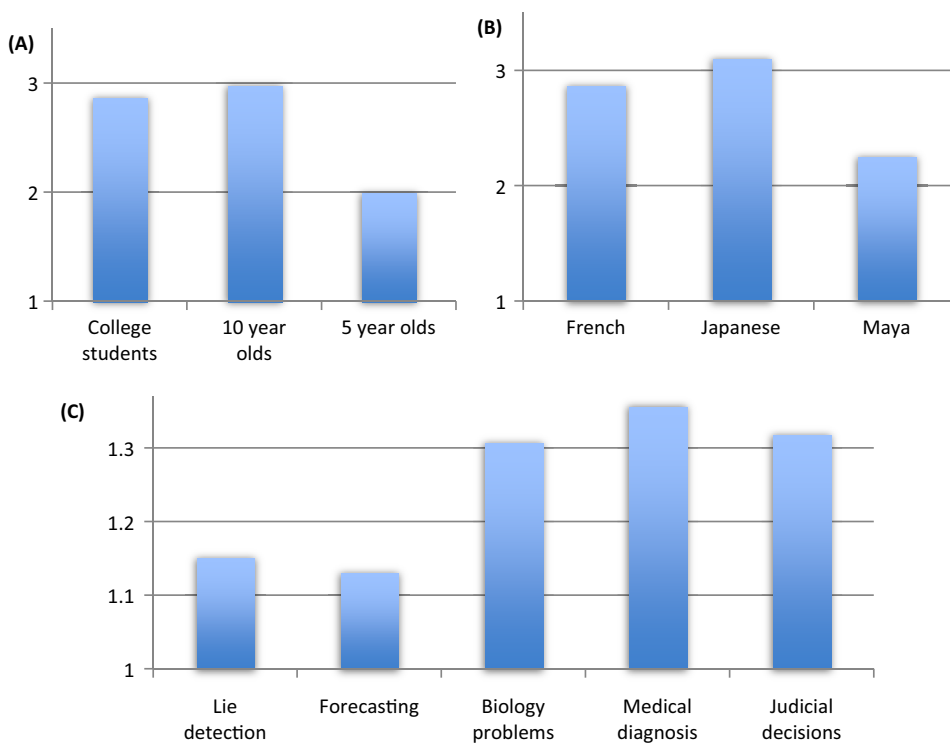 (A)
3
2
1
College
students
10 year
olds
5 year olds
(B)
3
2
1
French
Japanese
Maya
(C)
1.3
1.2
1.1
1
Lie
detection
Forecasting
Biology
problems
Medical
diagnosis
Judicial
decisions